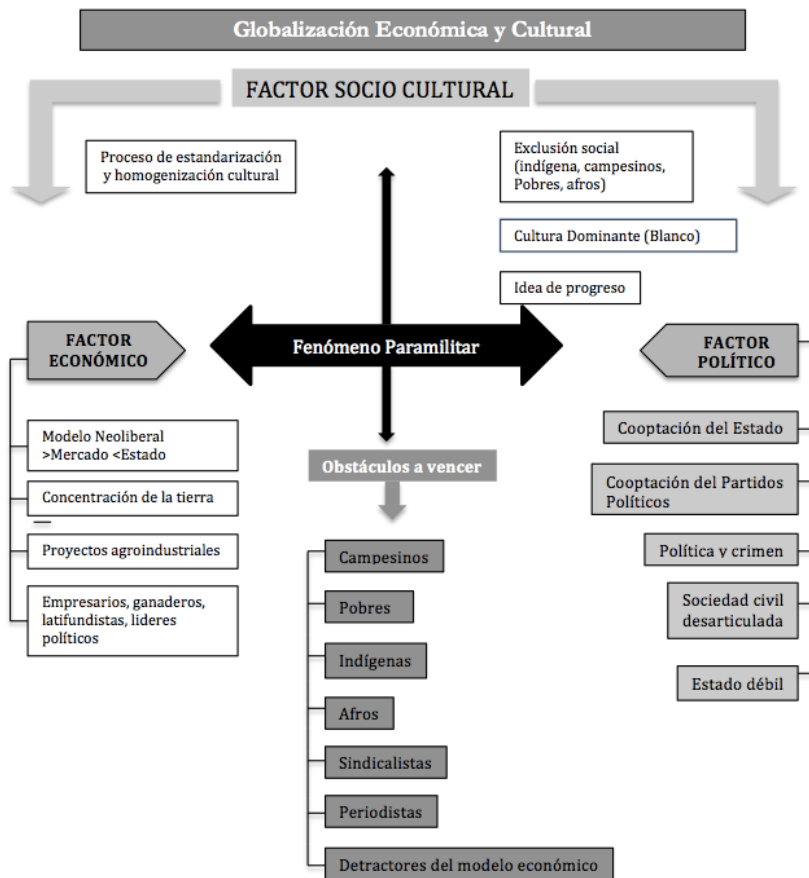 Globalización Económica y Cultural
FACTOR SOCIO CULTURAL
Proceso de estandarización
y homogenización cultural
Exclusión social
(indígena, campesinos,
Pobres, afros)
Cultura Dominante (Blanco)
Idea de progreso
FACTOR
ECONÓMICO
Fenómeno Paramilitar
FACTOR
POLÍTICO
Modelo Neoliberal
>Mercado <Estado
Concentración de la tierra
Proyectos agroindustriales
Empresarios, ganaderos,
latifundistas, lideres
políticos
Obstáculos a vencer
Campesinos
Pobres
Indígenas
Afros
Sindicalistas
Periodistas
Detractores del modelo económico
Cooptación del Estado
Cooptación del Partidos
Políticos
Política y crimen
Sociedad civil
desarticulada
Estado débil